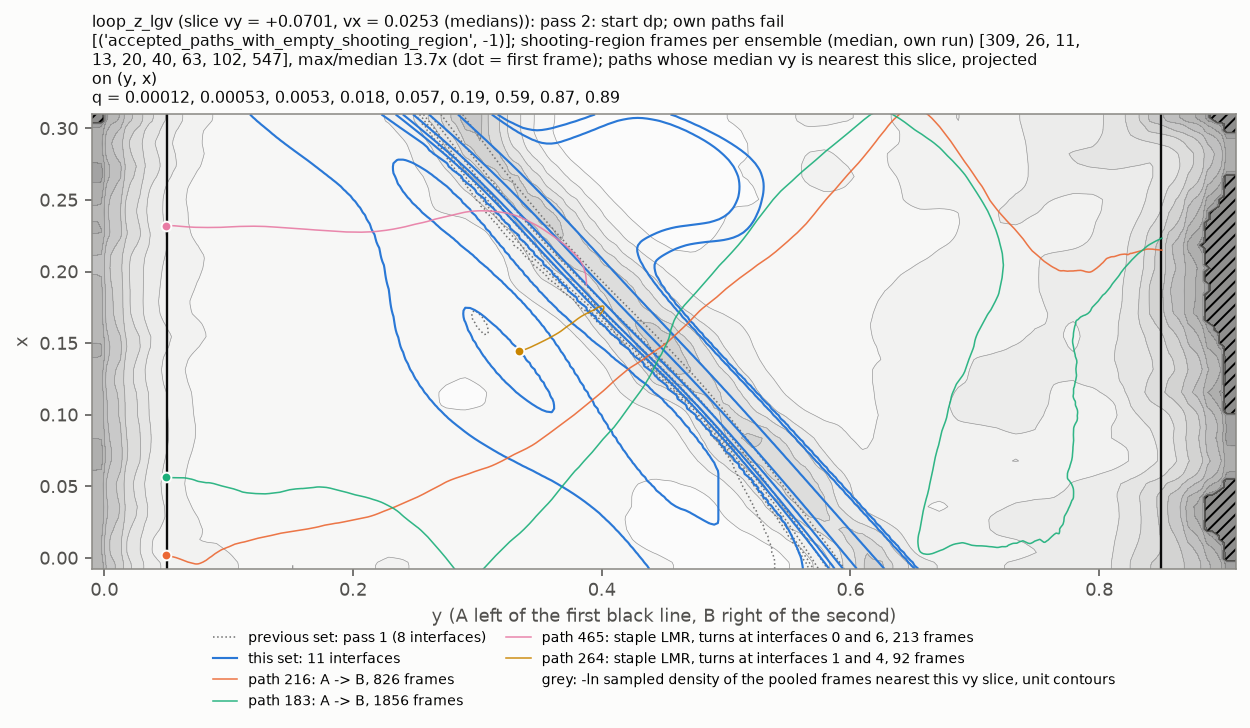 loop_z_lgv (slice vy = +0.0701, vx = 0.0253 (medians)): pass 2: start dp; own paths fail
[('accepted_paths_with_empty_shooting_region', -1)]; shooting-region frames per ensemble (median, own run) [309, 26, 11,
13, 20, 40, 63, 102, 547], max/median 13.7x (dot = first frame); paths whose median vy is nearest this slice, projected
on (y, x)
q = 0.00012, 0.00053, 0.0053, 0.018, 0.057, 0.19, 0.59, 0.87, 0.89
0.30
0.25
0.20
0.15
0.10
0.05
0.00
x
0.0 0.2 0.4 0.6 0.8
y (A left of the first black line, B right of the second)
previous set: pass 1 (8 interfaces)
this set: 11 interfaces
path 216: A -> B, 826 frames
path 183: A -> B, 1856 frames
path 465: staple LMR, turns at interfaces 0 and 6, 213 frames
path 264: staple LMR, turns at interfaces 1 and 4, 92 frames
grey: -ln sampled density of the pooled frames nearest this vy slice, unit contours